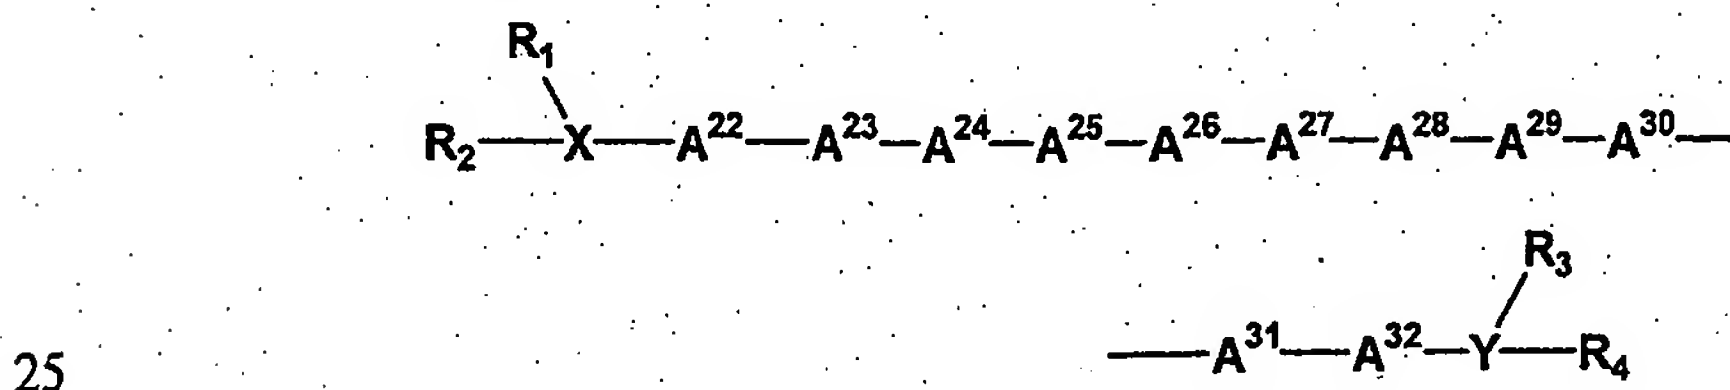 R₁
R₂—X—A²²—A²³—A²⁴—A²⁵—A²⁶—A²⁷—A²⁸—A²⁹—A³⁰—
R₃
25 —A³¹—A³²—Y—R₄